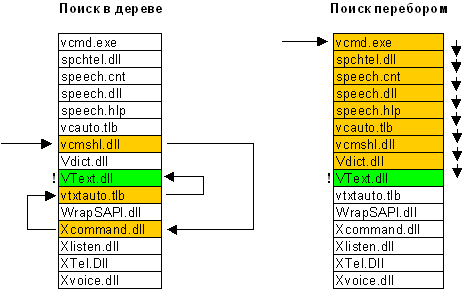 Поиск в дереве
vcmd.exe
spchtel.dll
speech.cnt
speech.dll
speech.hlp
vcauto.tlb
vcmshl.dll
Vdict.dll
! VText.dll
vtxtauto.tlb
WrapSAPI.dll
Xcommand.dll
Xlisten.dll
XTel.Dll
Xvoice.dll
Поиск перебором
vcmd.exe
spchtel.dll
speech.cnt
speech.dll
speech.hlp
vcauto.tlb
vcmshl.dll
Vdict.dll
! VText.dll
vtxtauto.tlb
WrapSAPI.dll
Xcommand.dll
Xlisten.dll
XTel.Dll
Xvoice.dll